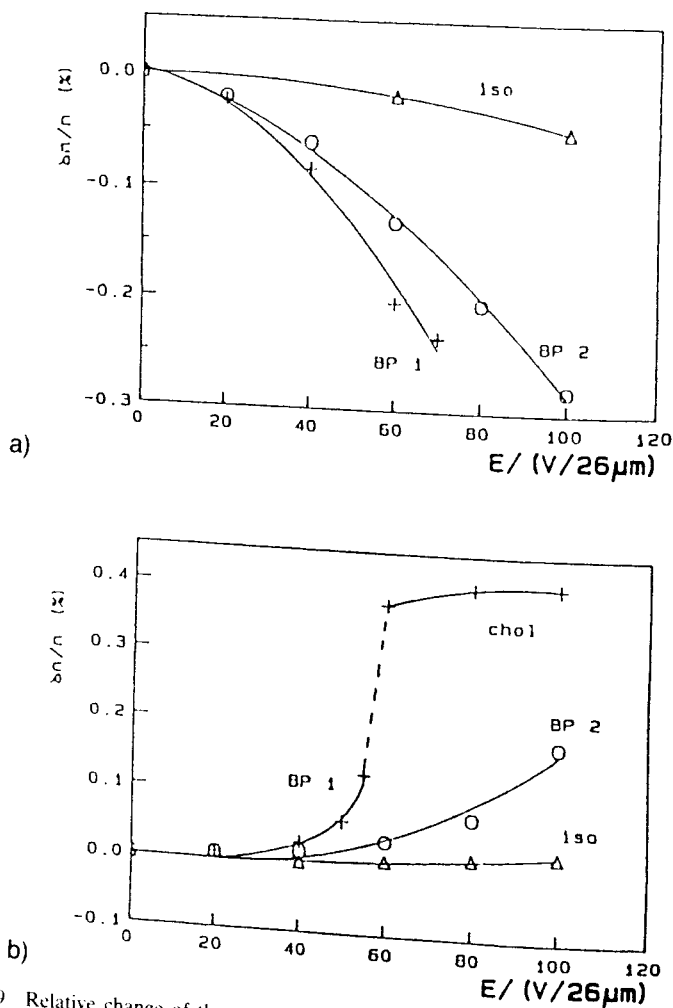 0.0
-0.1
-0.2
-0.3
δn/n (%)
iso
BP 1
BP 2
0 20 40 60 80 100 120
E/ (V/26µm)
a)
0.4
0.3
0.2
0.1
0.0
-0.1
δn/n (%)
chol
BP 1
BP 2
iso
0 20 40 60 80 100 120
E/ (V/26µm)
b)
9 Relative change of the